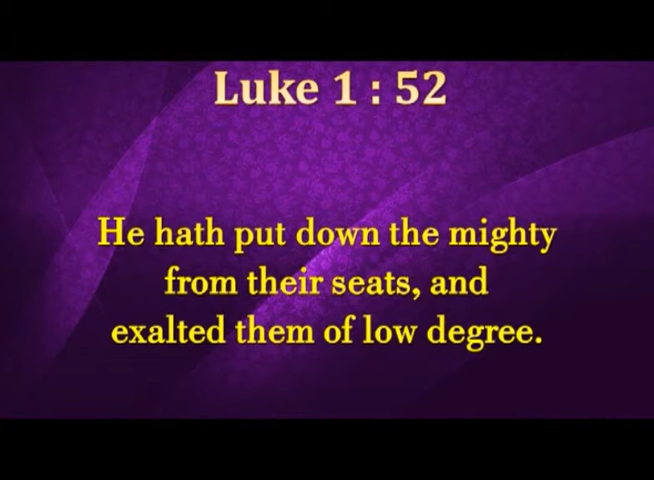 Luke 1 : 52
He hath put down the mighty
from their seats, and
exalted them of low degree.